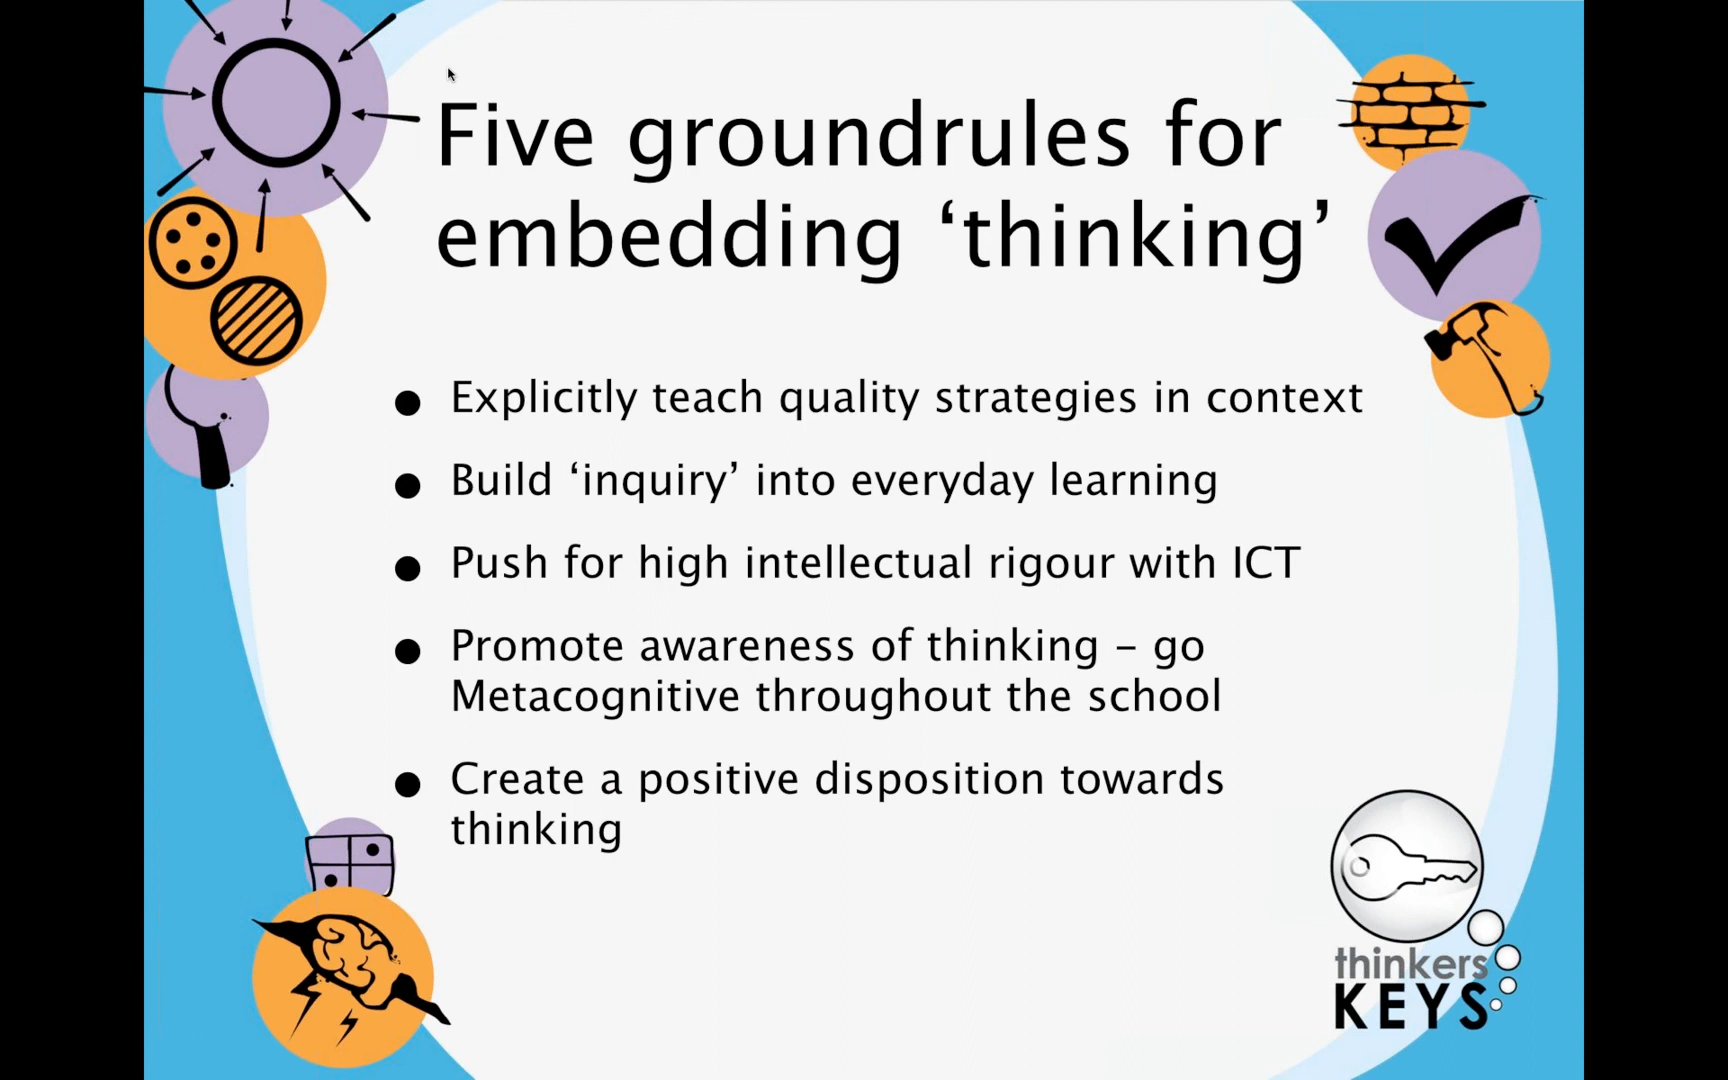 Five groundrules for
embedding ‘thinking’
● Explicitly teach quality strategies in context
● Build ‘inquiry’ into everyday learning
● Push for high intellectual rigour with ICT
● Promote awareness of thinking – go
Metacognitive throughout the school
● Create a positive disposition towards
thinking
thinkers
KEYS